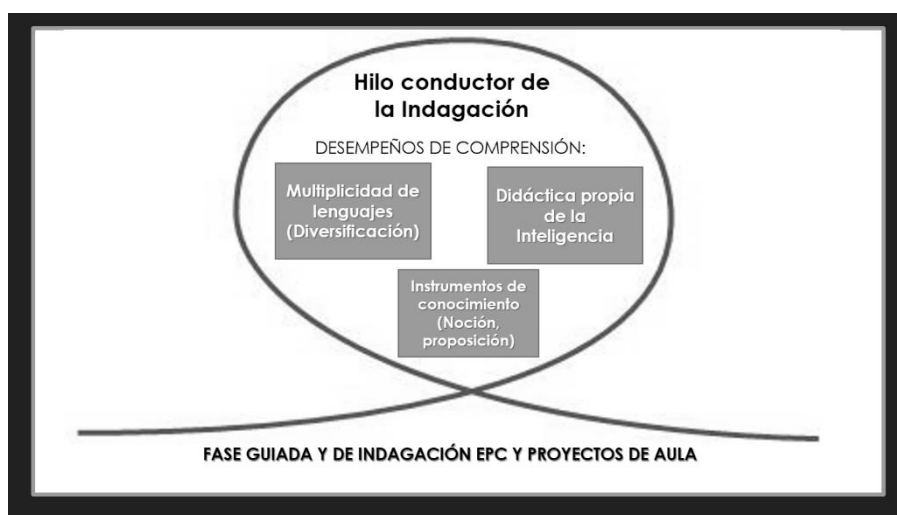 Hilo conductor de
la Indagación
DESEMPEÑOS DE COMPRENSIÓN:
Multiplicidad de
lenguajes
(Diversificación)
Didáctica propia
de la
Inteligencia
Instrumentos de
conocimiento
(Noción,
proposición)
FASE GUIADA Y DE INDAGACIÓN EPC Y PROYECTOS DE AULA